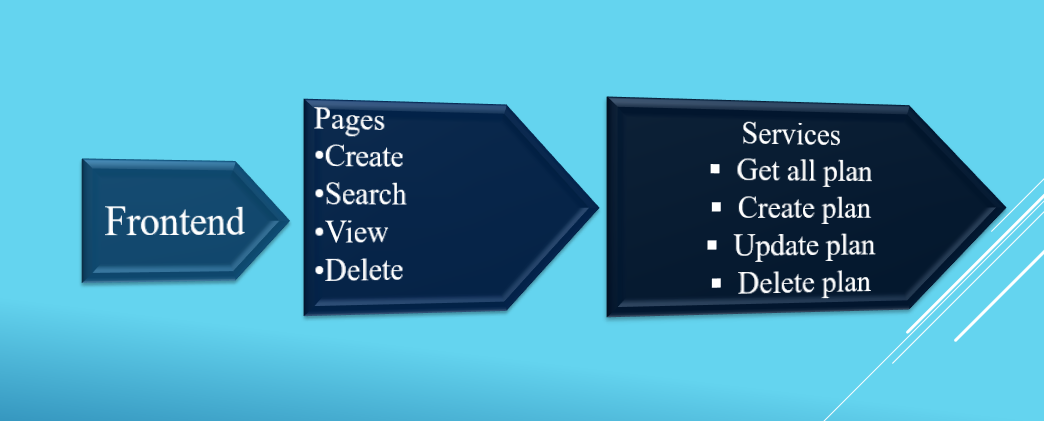 Frontend
Pages
•Create
•Search
•View
•Delete
Services
▪ Get all plan
▪ Create plan
▪ Update plan
▪ Delete plan